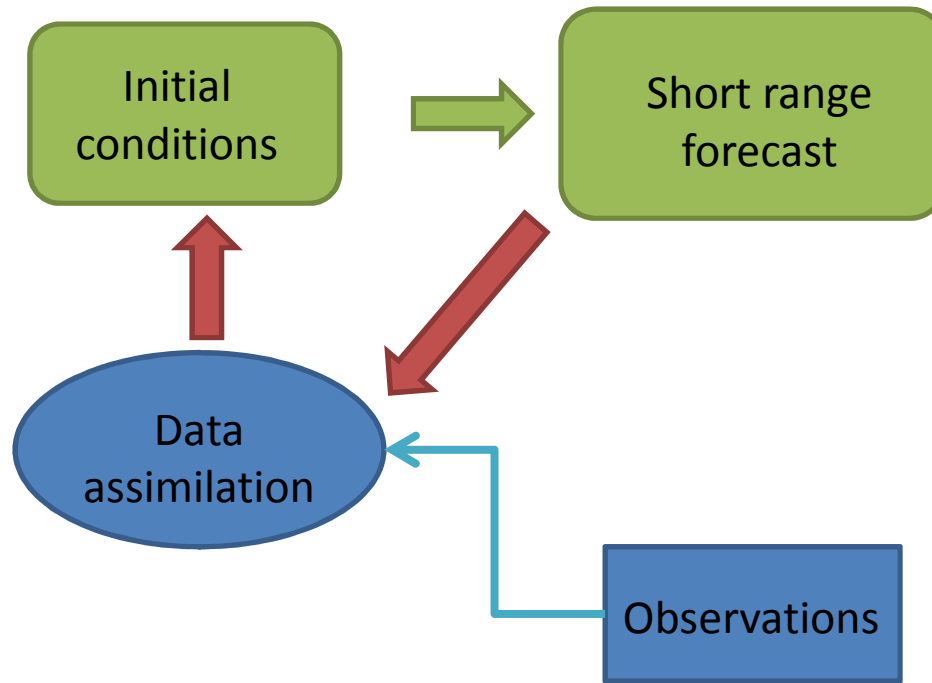 Initial
conditions
Short range
forecast
Data
assimilation
Observations